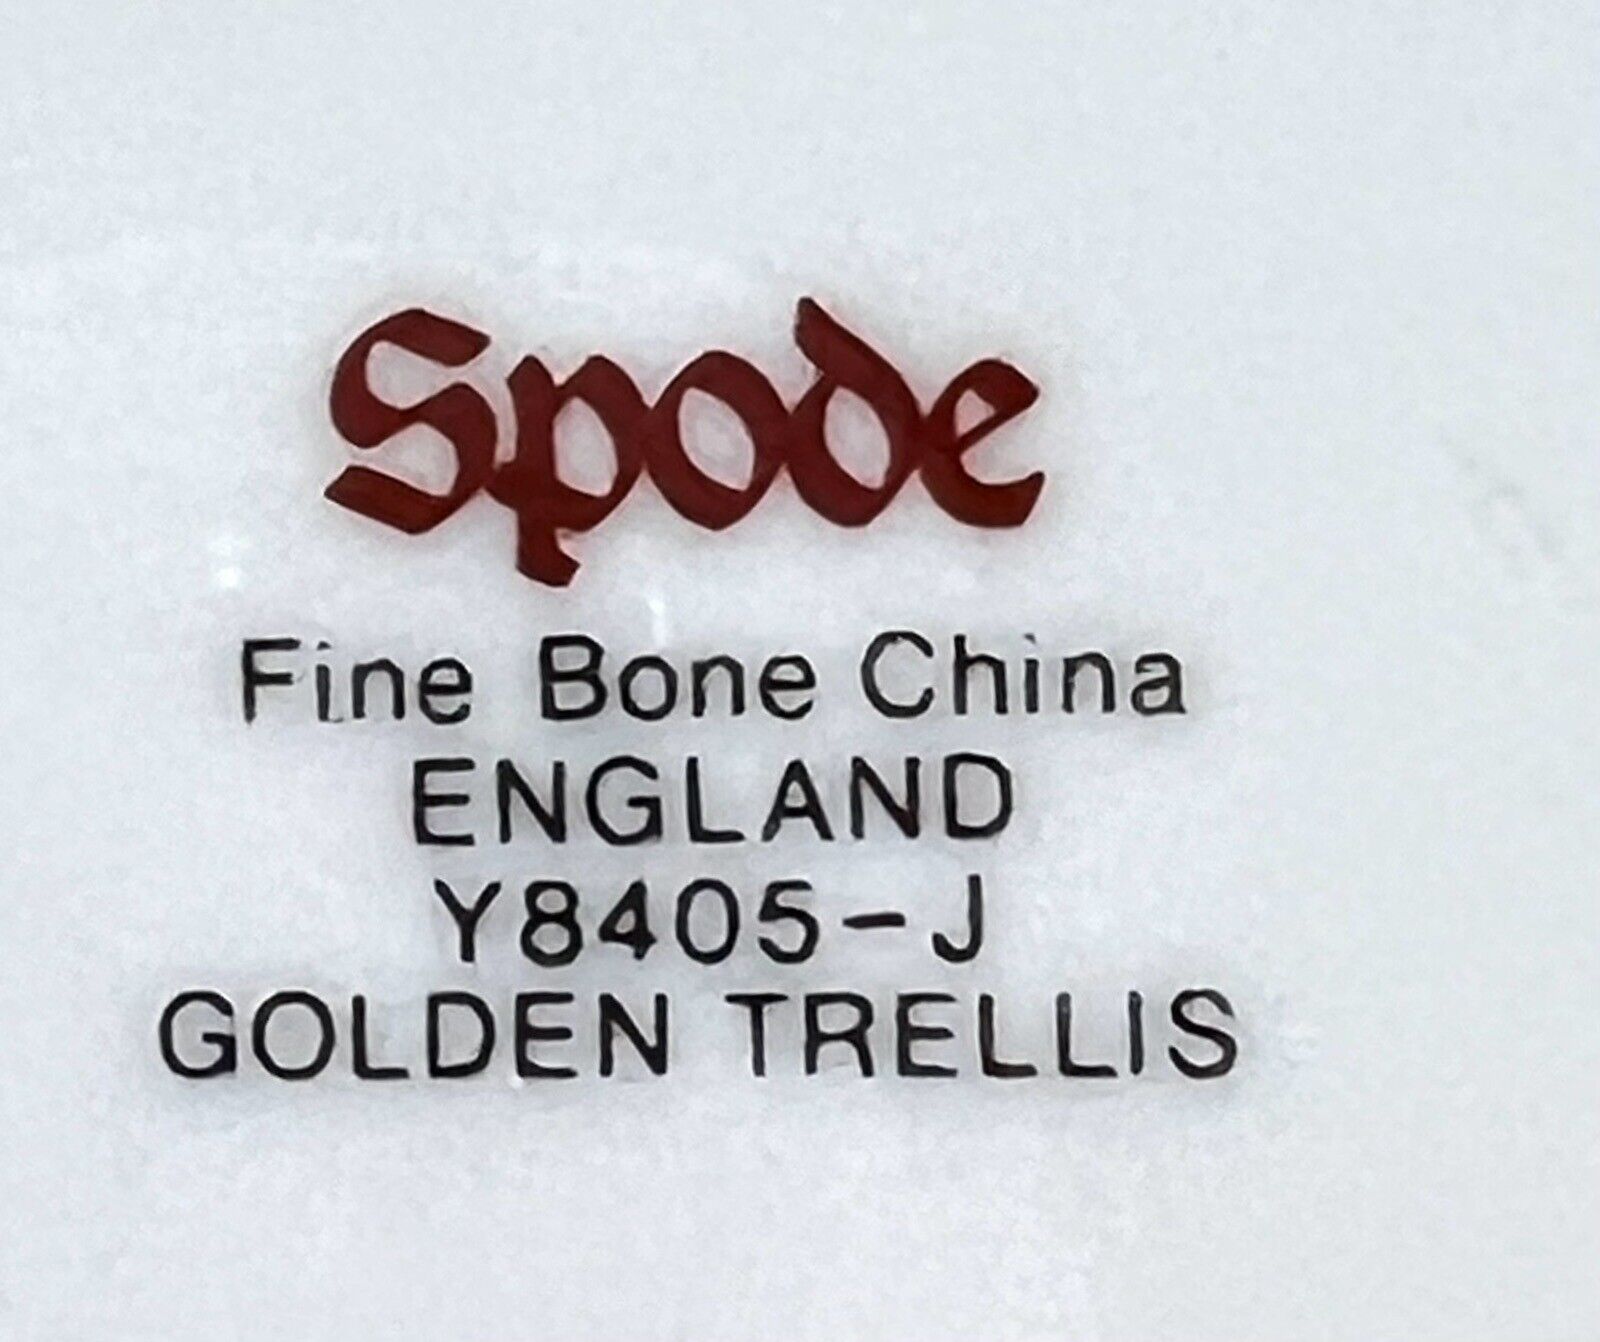 Spode
Fine Bone China
ENGLAND
Y8405-J
GOLDEN TRELLIS